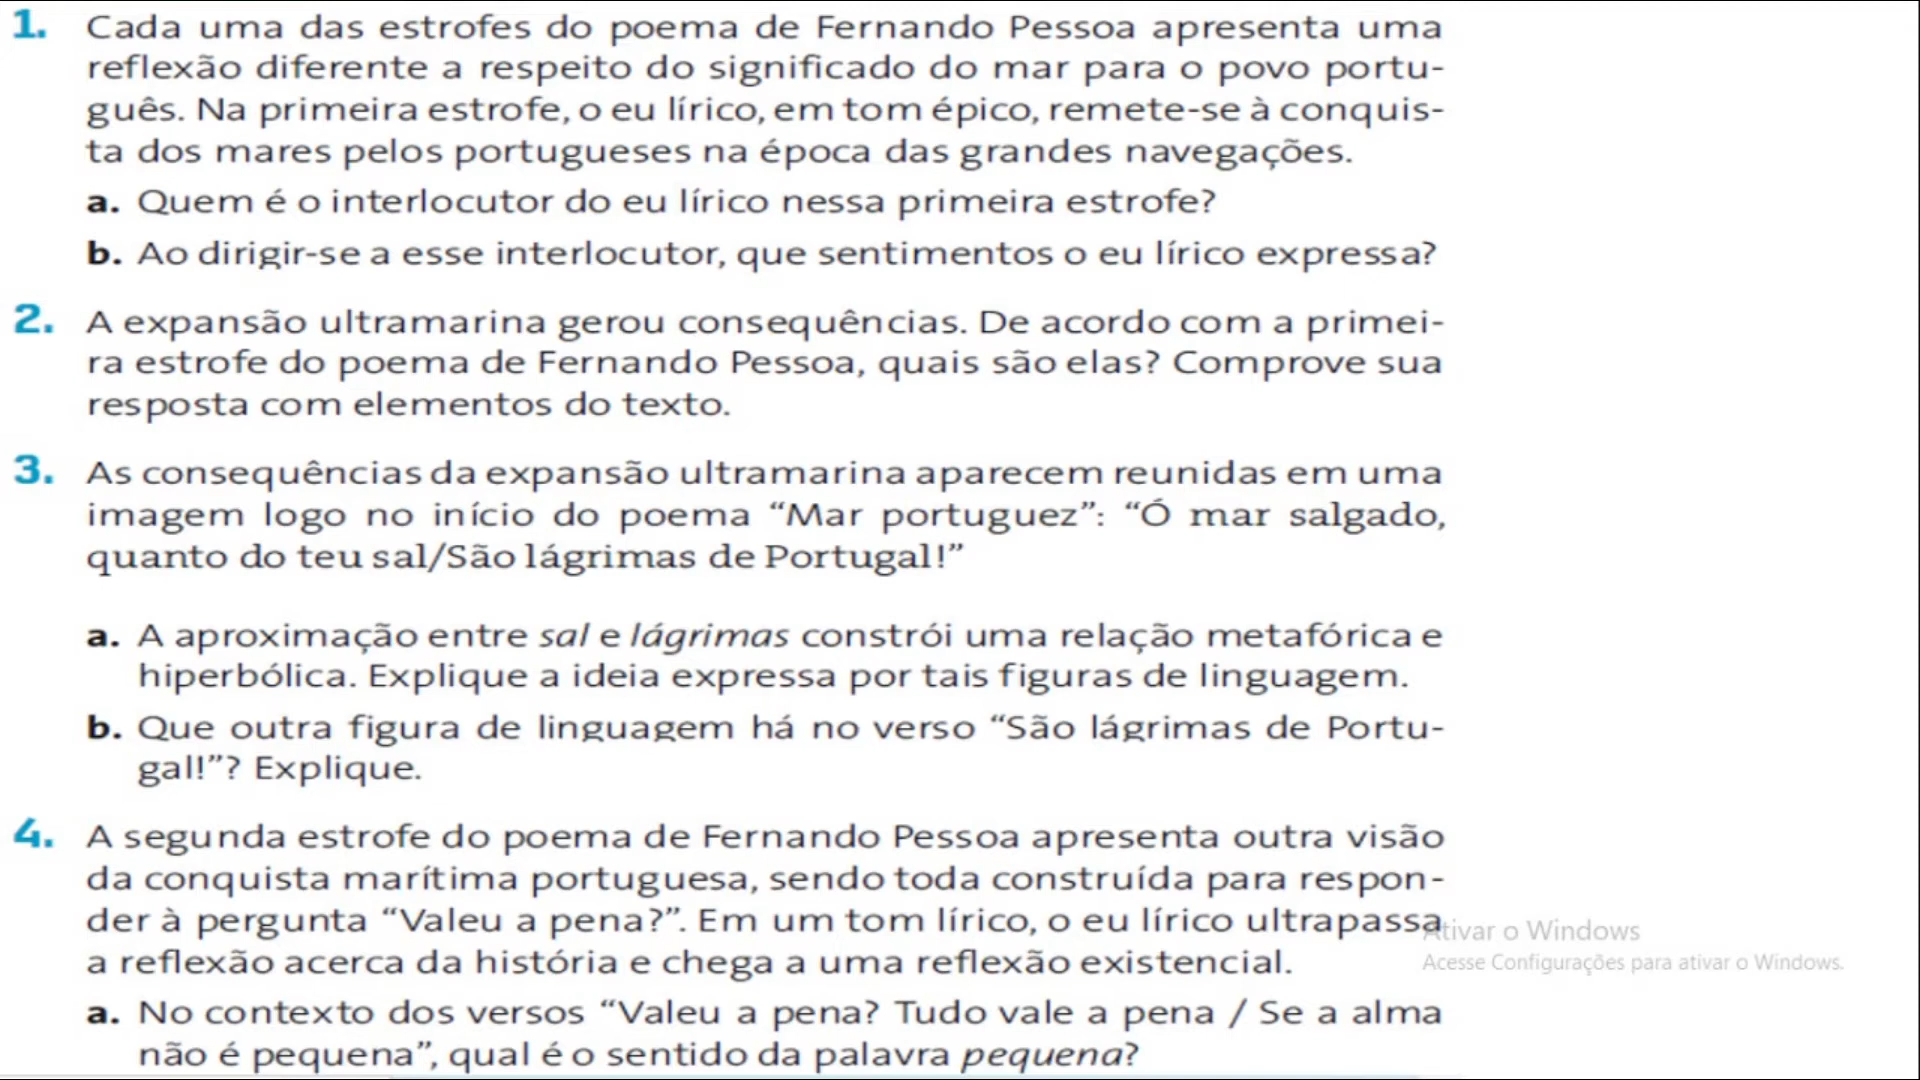 1. Cada uma das estrofes do poema de Fernando Pessoa apresenta uma
reflexão diferente a respeito do significado do mar para o povo portu-
guês. Na primeira estrofe, o eu lírico, em tom épico, remete-se à conquis-
ta dos mares pelos portugueses na época das grandes navegações.
a. Quem é o interlocutor do eu lírico nessa primeira estrofe?
b. Ao dirigir-se a esse interlocutor, que sentimentos o eu lírico expressa?
2. A expansão ultramarina gerou consequências. De acordo com a primei-
ra estrofe do poema de Fernando Pessoa, quais são elas? Comprove sua
resposta com elementos do texto.
3. As consequências da expansão ultramarina aparecem reunidas em uma
imagem logo no início do poema “Mar portuguez”: “Ó mar salgado,
quanto do teu sal/São lágrimas de Portugal!”
a. A aproximação entre sal e lágrimas constrói uma relação metafórica e
hiperbólica. Explique a ideia expressa por tais figuras de linguagem.
b. Que outra figura de linguagem há no verso “São lágrimas de Portu-
gal!”? Explique.
4. A segunda estrofe do poema de Fernando Pessoa apresenta outra visão
da conquista marítima portuguesa, sendo toda construída para respon-
der à pergunta “Valeu a pena?”. Em um tom lírico, o eu lírico ultrapassa
a reflexão acerca da história e chega a uma reflexão existencial.
a. No contexto dos versos “Valeu a pena? Tudo vale a pena / Se a alma
não é pequena”, qual é o sentido da palavra pequena?
Ativar o Windows
Acesse Configurações para ativar o Windows.